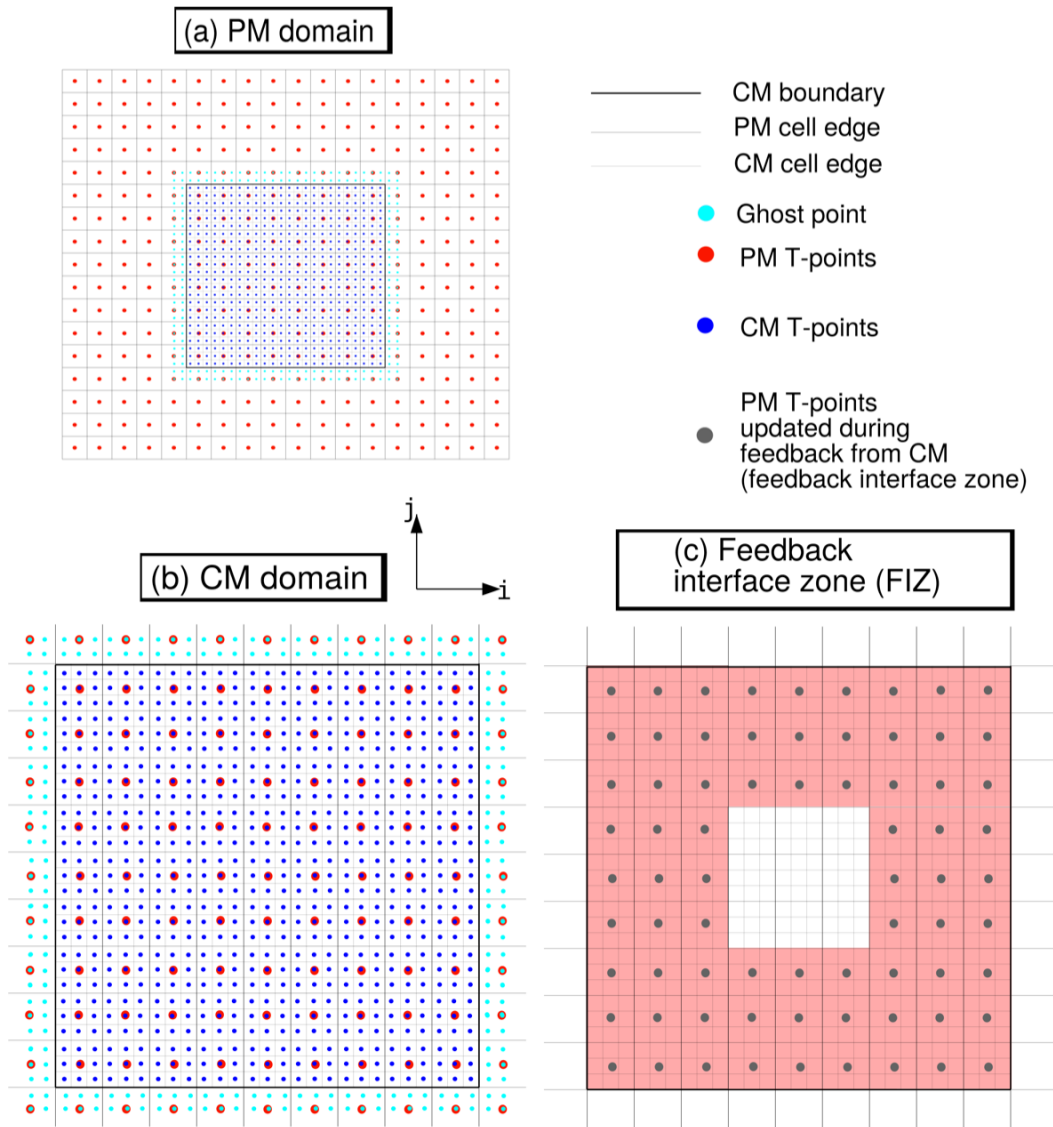 (a) PM domain
CM boundary
PM cell edge
CM cell edge
Ghost point
PM T-points
CM T-points
PM T-points
updated during
feedback from CM
(feedback interface zone)
j
i
(b) CM domain
(c) Feedback
interface zone (FIZ)